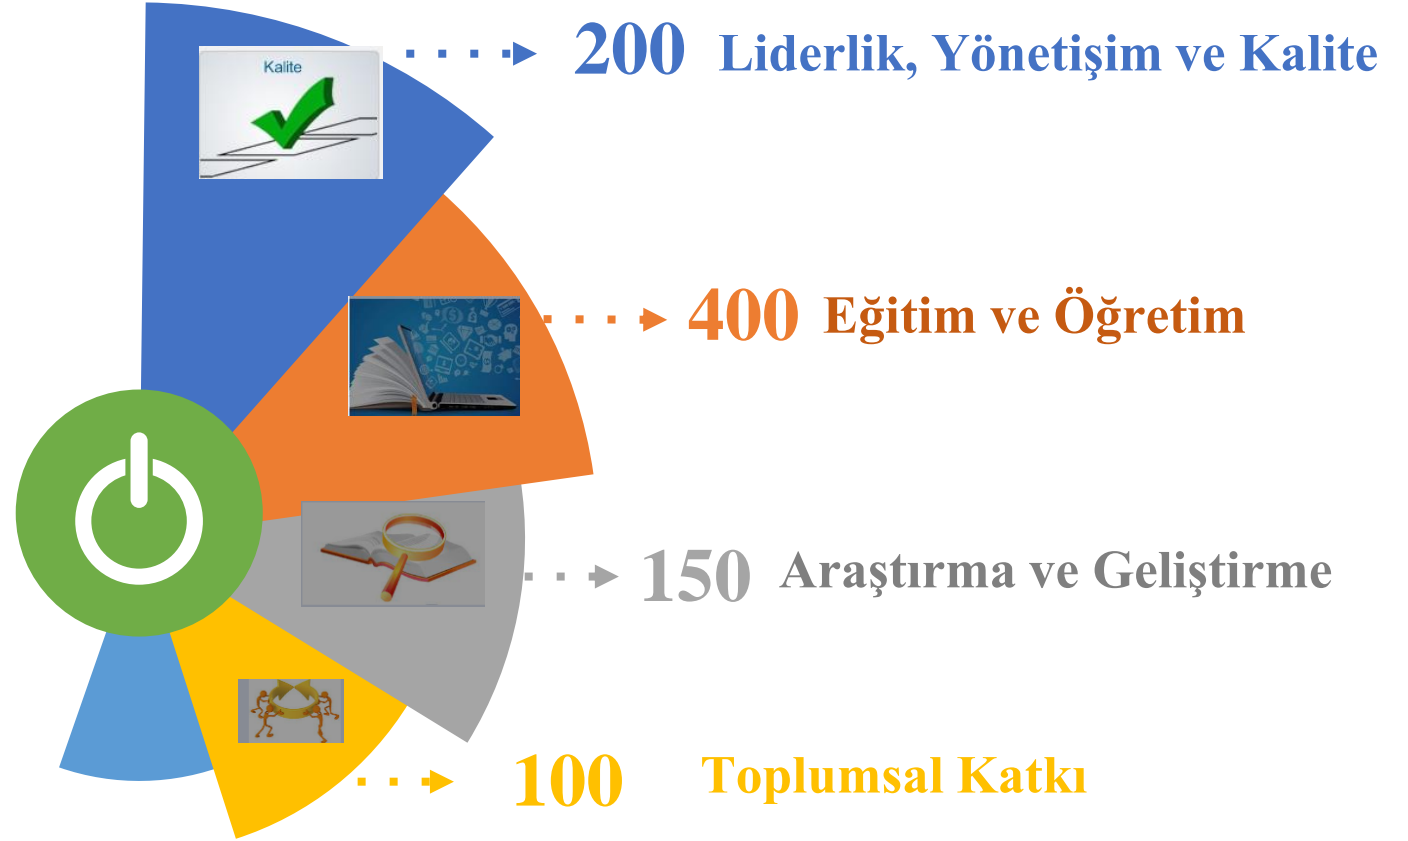 Kalite
200 Liderlik, Yönetişim ve Kalite
400 Eğitim ve Öğretim
150 Araştırma ve Geliştirme
100 Toplumsal Katkı